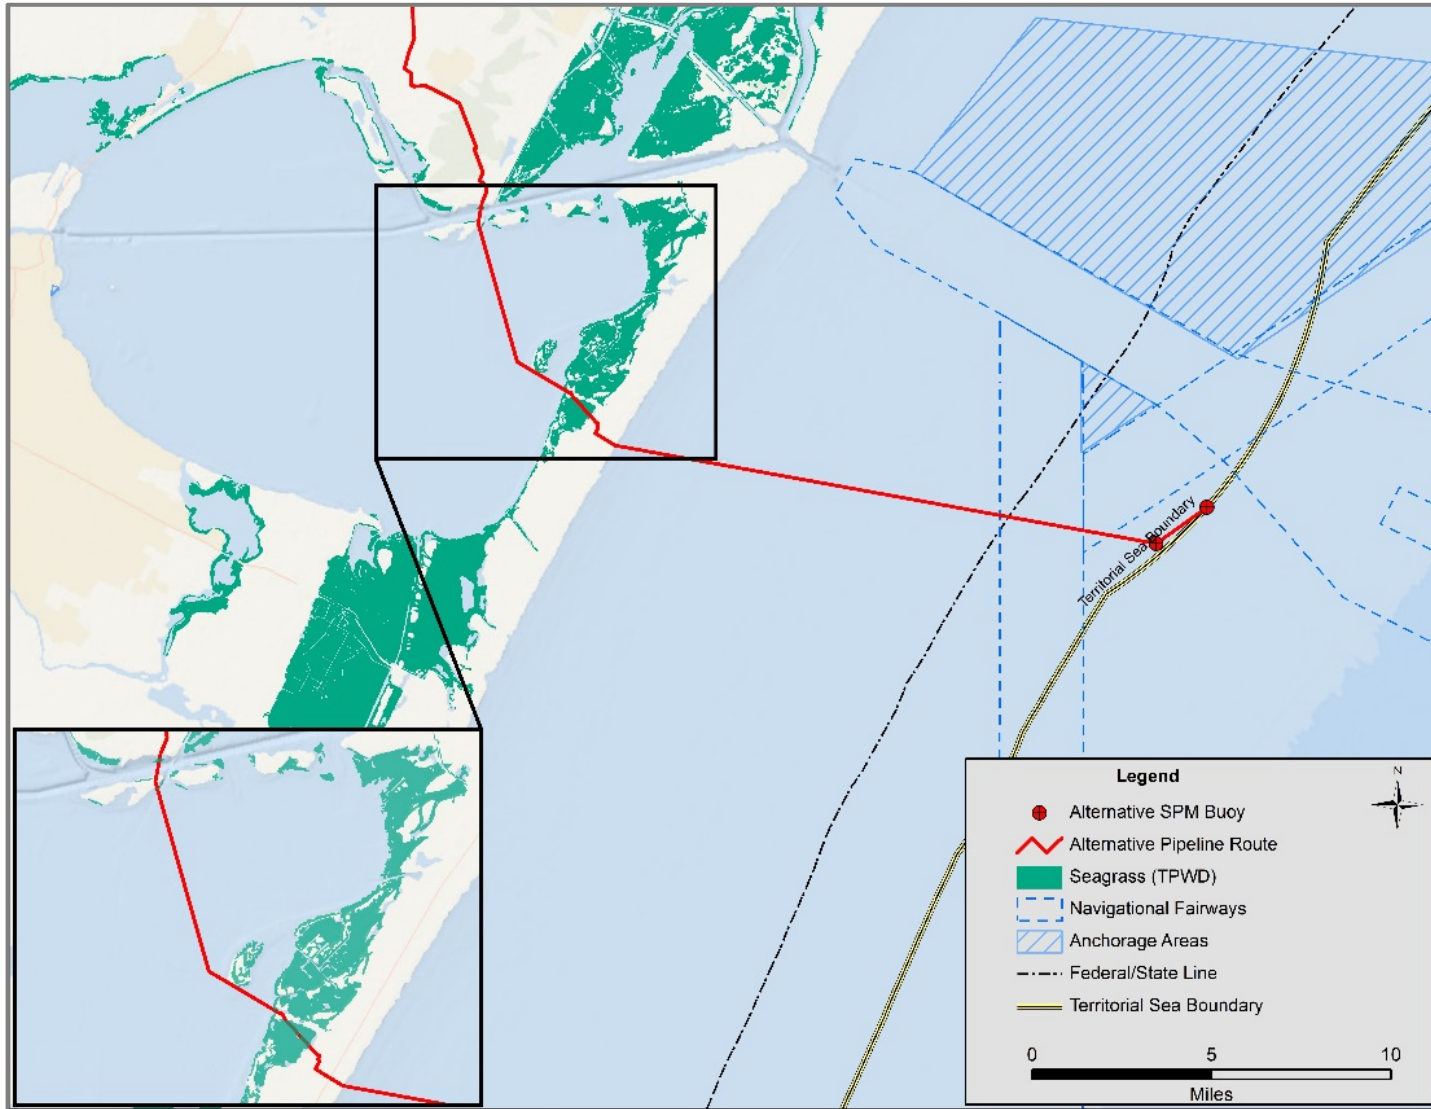 Territorial Sea Boundary
Legend
N
Alternative SPM Buoy
Alternative Pipeline Route
Seagrass (TPWD)
Navigational Fairways
Anchorage Areas
Federal/State Line
Territorial Sea Boundary
0 5 10
Miles